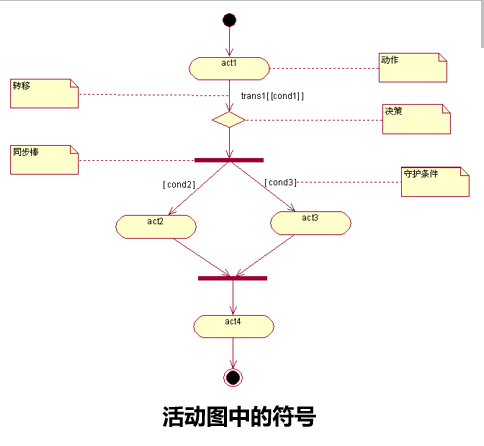 act1
动作
转移
trans1[ [cond1] ]
决策
同步棒
[ cond2]
[ cond3]
守护条件
act2
act3
act4
活动图中的符号